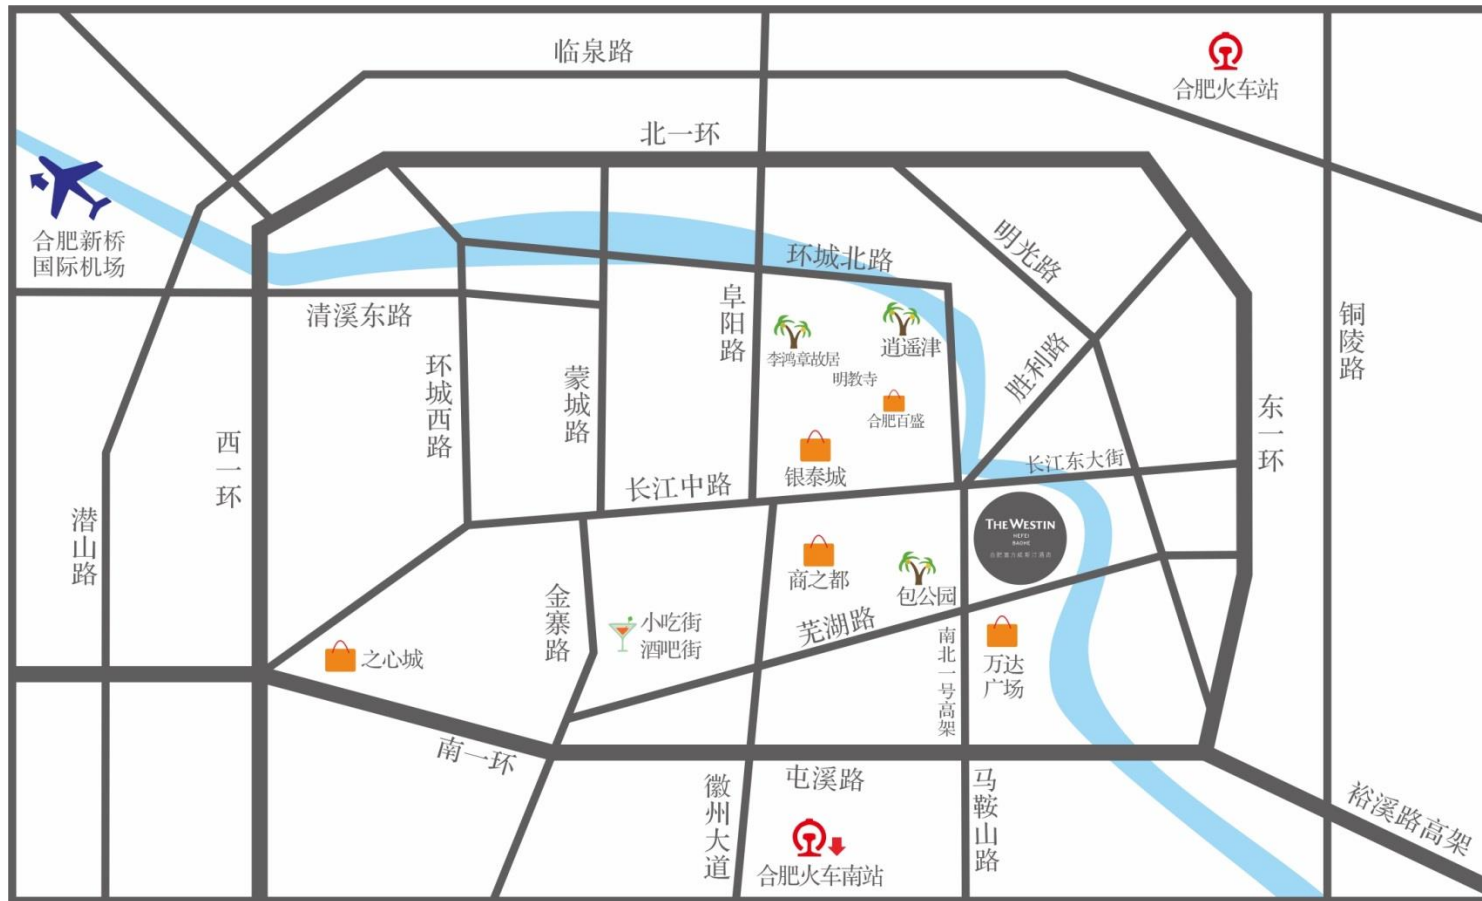 临泉路
合肥火车站
北一环
合肥新桥
国际机场
环城北路
明光路
清溪东路
阜阳路
铜陵路
李鸿章故居
逍遥津
明教寺
合肥百盛
胜利路
环城西路
蒙城路
东一环
西一环
银泰城
长江中路
长江东大街
潜山路
THE WESTIN
HEFEI
BAOHE
商之都
包公园
金寨路
小吃街
酒吧街
芜湖路
之心城
南北一号高架
万达
广场
南一环
徽州大道
屯溪路
马鞍山路
裕溪路高架
合肥火车南站